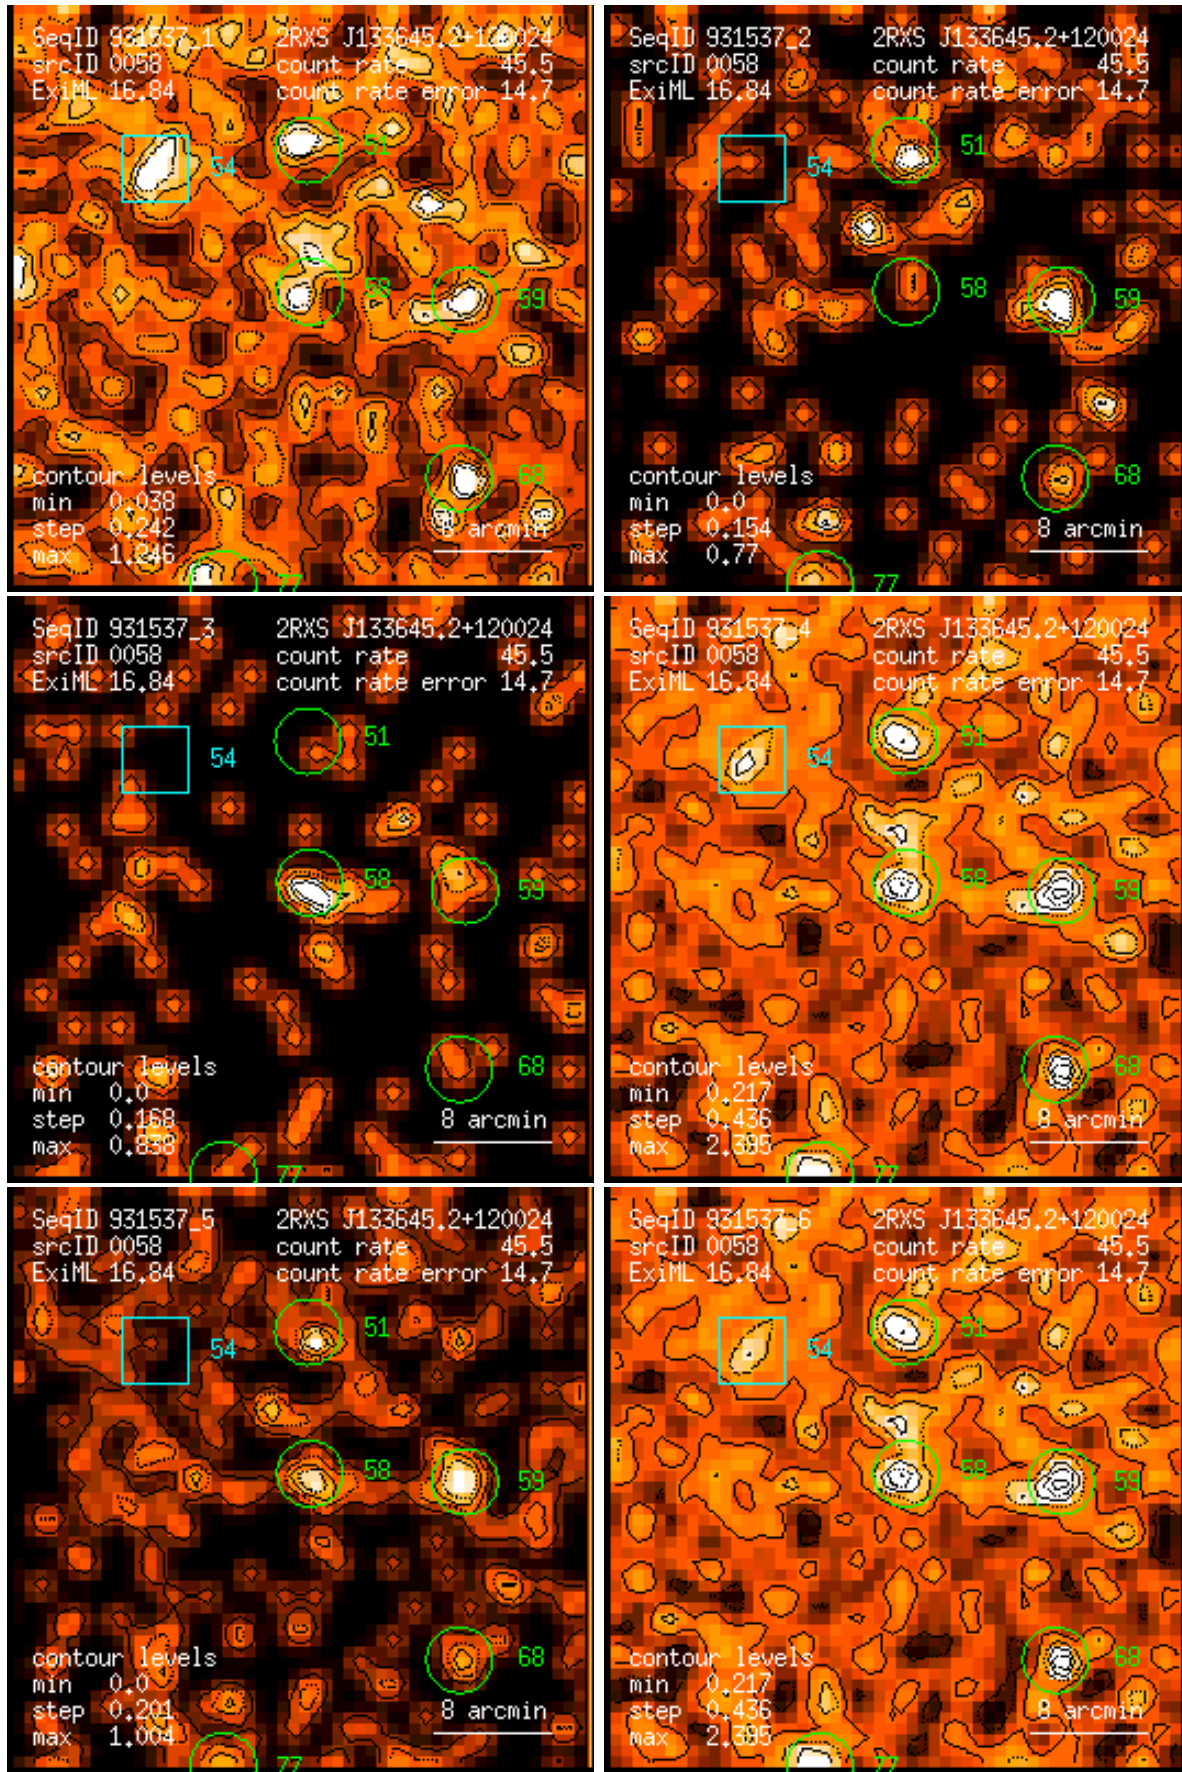 SeqID 931537_1 2RXS J133645.2+120024
srcID 0058 count rate 45.5
ExiML 16.84 count rate error 14.7
51
54
58
59
contour levels
68
min 0.038
step 0.242
8 arcmin
max 1.246
77
SeqID 931537_2 2RXS J133645.2+120024
srcID 0058 count rate 45.5
ExiML 16.84 count rate error 14.7
51
54
58
59
contour levels
68
min 0.0
step 0.154
8 arcmin
max 0.77
77
SeqID 931537_3 2RXS J133645.2+120024
srcID 0058 count rate 45.5
ExiML 16.84 count rate error 14.7
51
54
58
59
contour levels
68
min 0.0
step 0.168
8 arcmin
max 0.838
77
SeqID 931537_4 2RXS J133645.2+120024
srcID 0058 count rate 45.5
ExiML 16.84 count rate error 14.7
51
54
58
59
contour levels
68
min 0.217
step 0.436
8 arcmin
max 2.395
77
SeqID 931537_5 2RXS J133645.2+120024
srcID 0058 count rate 45.5
ExiML 16.84 count rate error 14.7
51
54
58
59
contour levels
68
min 0.0
step 0.201
8 arcmin
max 1.004
77
SeqID 931537_6 2RXS J133645.2+120024
srcID 0058 count rate 45.5
ExiML 16.84 count rate error 14.7
51
54
58
59
contour levels
68
min 0.217
step 0.436
8 arcmin
max 2.395
77